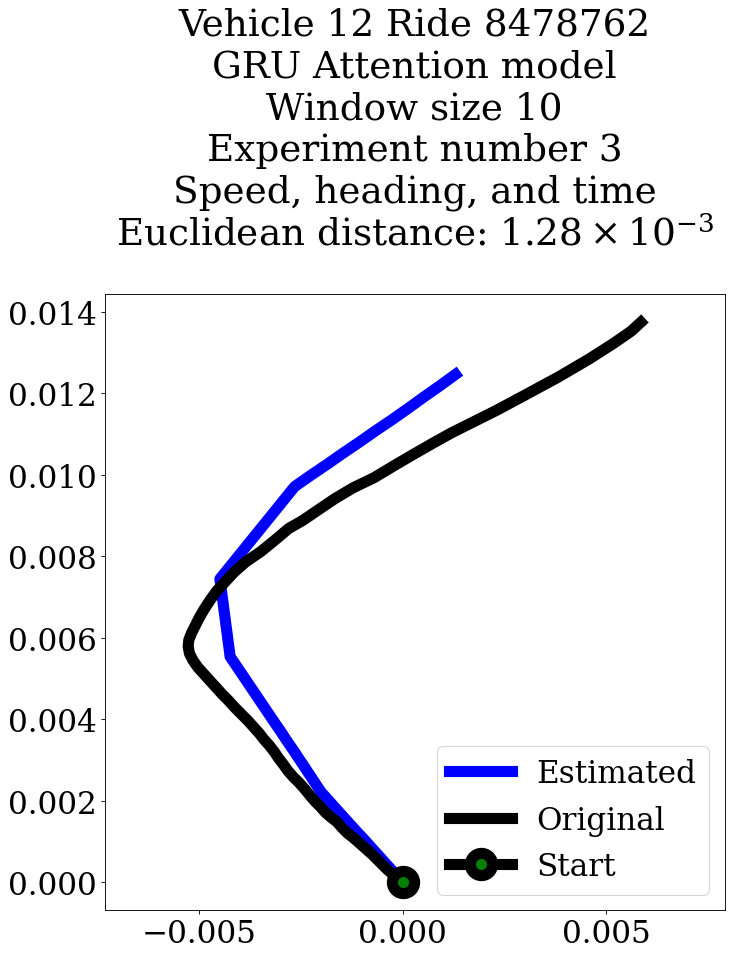 Vehicle 12 Ride 8478762
GRU Attention model
Window size 10
Experiment number 3
Speed, heading, and time
Euclidean distance: 1.28 × 10⁻³
0.014
0.012
0.010
0.008
0.006
0.004
0.002
0.000
Estimated
Original
Start
−0.005
0.000
0.005